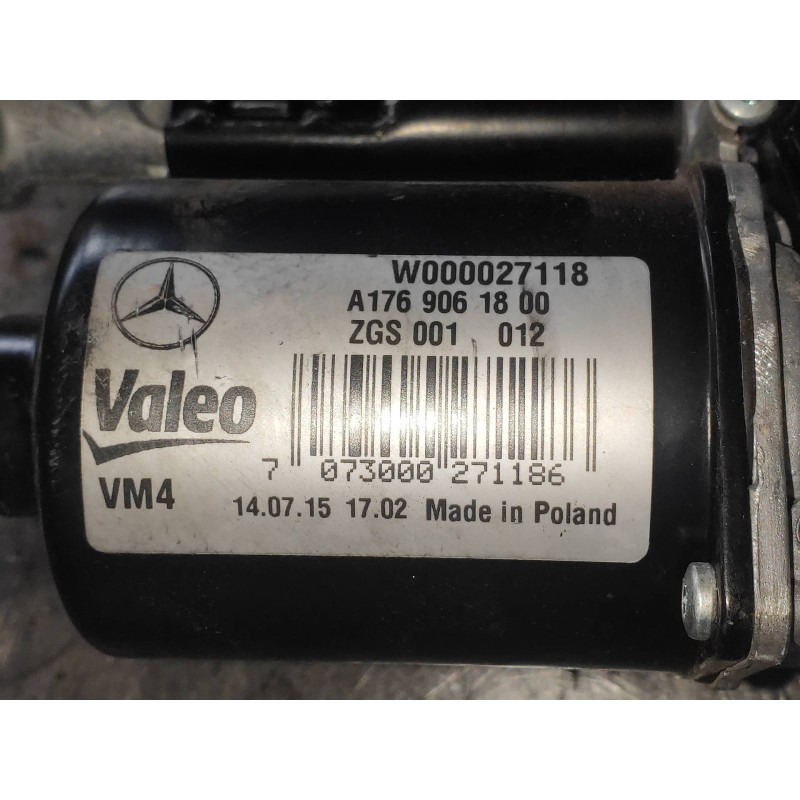 W000027118
A176 906 18 00
ZGS 001 012
Valeo
7 073000 271186
VM4
14.07.15 17.02 Made in Poland